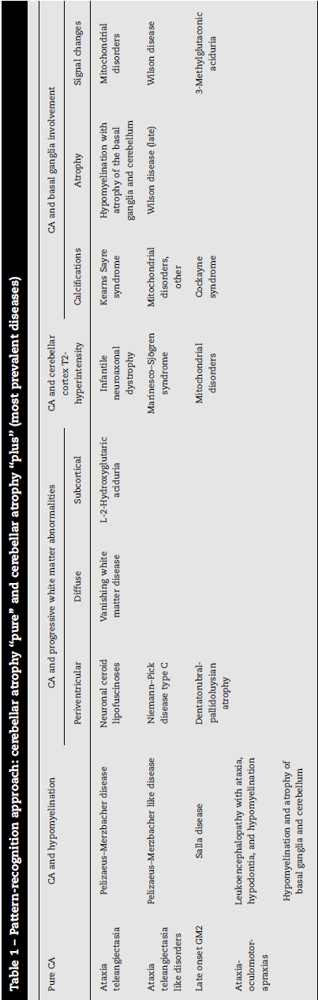 Table 1 – Pattern-recognition approach: cerebellar atrophy “pure” and cerebellar atrophy “plus” (most prevalent diseases)
Pure CA
CA and hypomyelination
CA and progressive white matter abnormalities
CA and cerebellar
cortex T2-
hyperintensity
CA and basal ganglia involvement
Periventricular
Diffuse
Subcortical
Calcifications
Atrophy
Signal changes
Ataxia
teleangiectasia
Pelizaeus–Merzbacher disease
Neuronal ceroid
lipofuscinoses
Vanishing white
matter disease
L-2-Hydroxyglutaric
aciduria
Infantile
neuroaxonal
dystrophy
Kearns Sayre
syndrome
Hypomyelination with
atrophy of the basal
ganglia and cerebellum
Mitochondrial
disorders
Ataxia
teleangiectasia
like disorders
Pelizaeus–Merzbacher like disease
Niemann–Pick
disease type C
Marinesco–Sjögren
syndrome
Mitochondrial
disorders,
other
Wilson disease (late)
Wilson disease
Late onset GM2
Salla disease
Dentatorubral-
pallidoluysian
atrophy
Mitochondrial
disorders
Cockayne
syndrome
3-Methylglutaconic
aciduria
Ataxia-
oculomotor-
apraxias
Leukoencephalopathy with ataxia,
hypodontia, and hypomyelination
Hypomyelination and atrophy of
basal ganglia and cerebellum